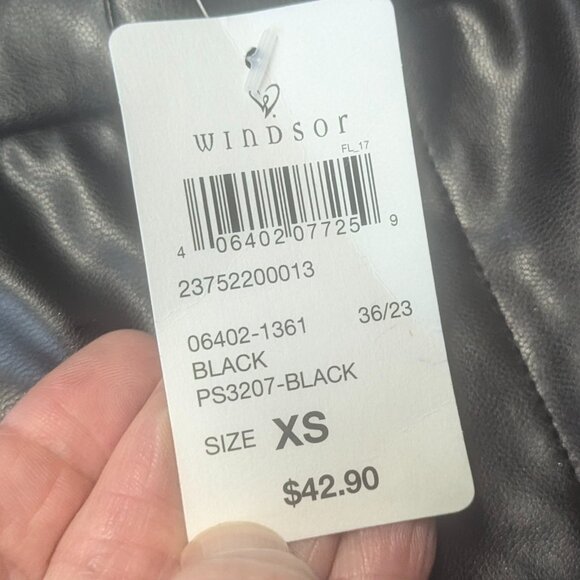 WINDSOR
FL_17
4 06402 07725 9
23752200013
06402-1361 36/23
BLACK
PS3207-BLACK
SIZE XS
$42.90